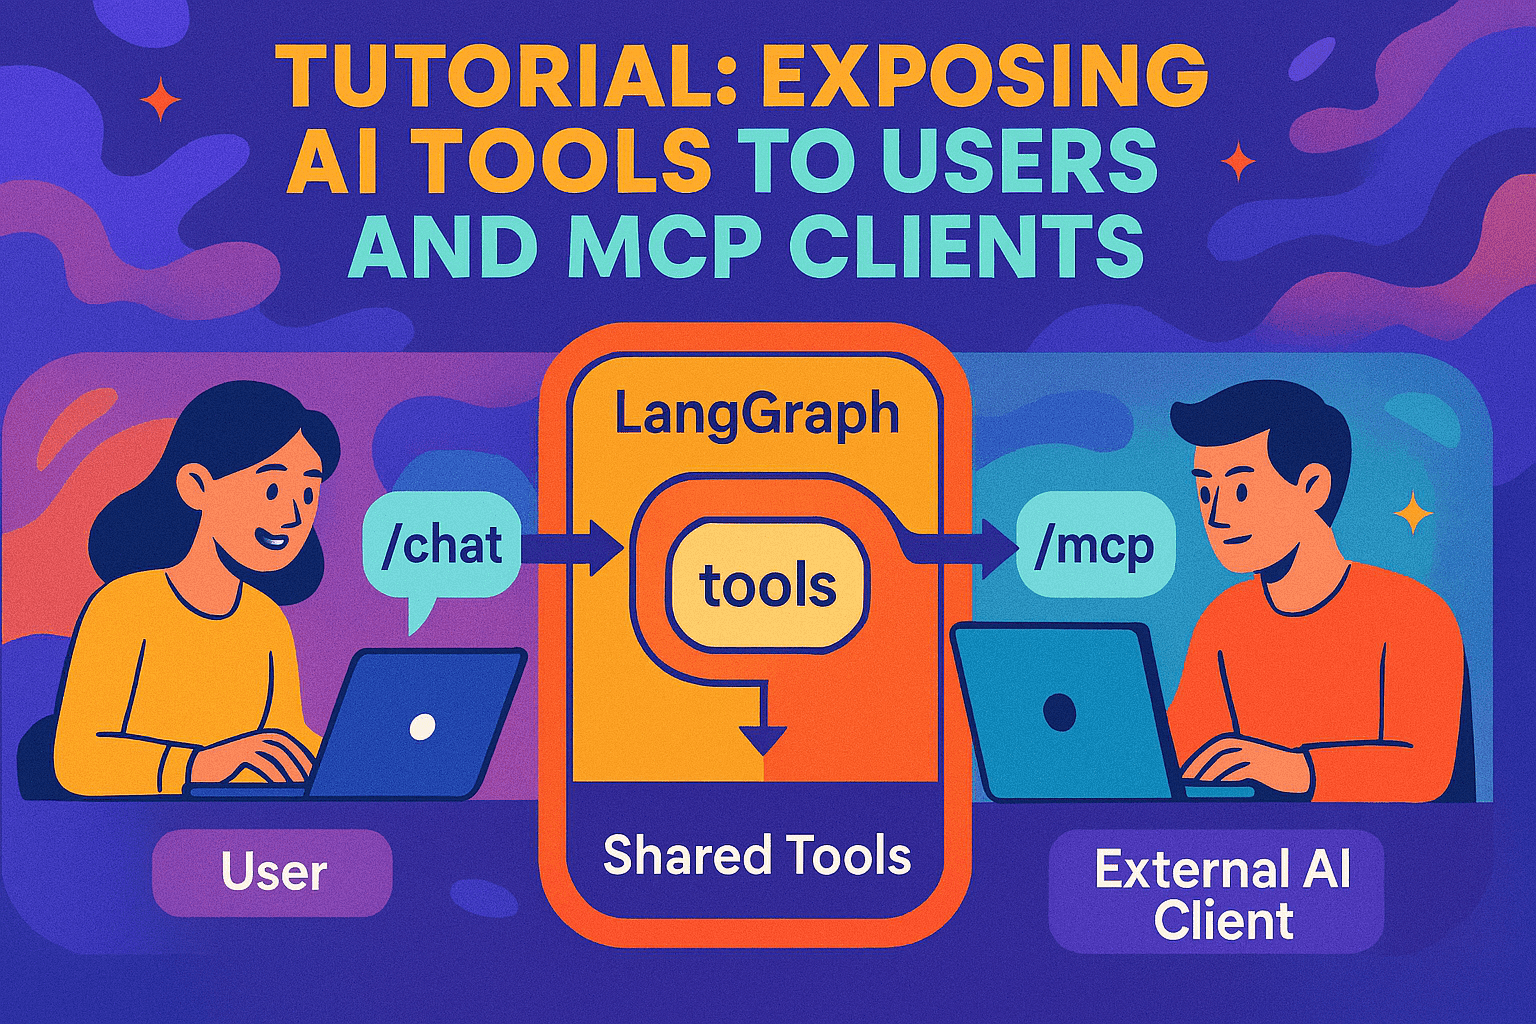 TUTORIAL: EXPOSING
AI TOOLS TO USERS
AND MCP CLIENTS
LangGraph
/chat
tools
/mcp
Shared Tools
User
External AI
Client